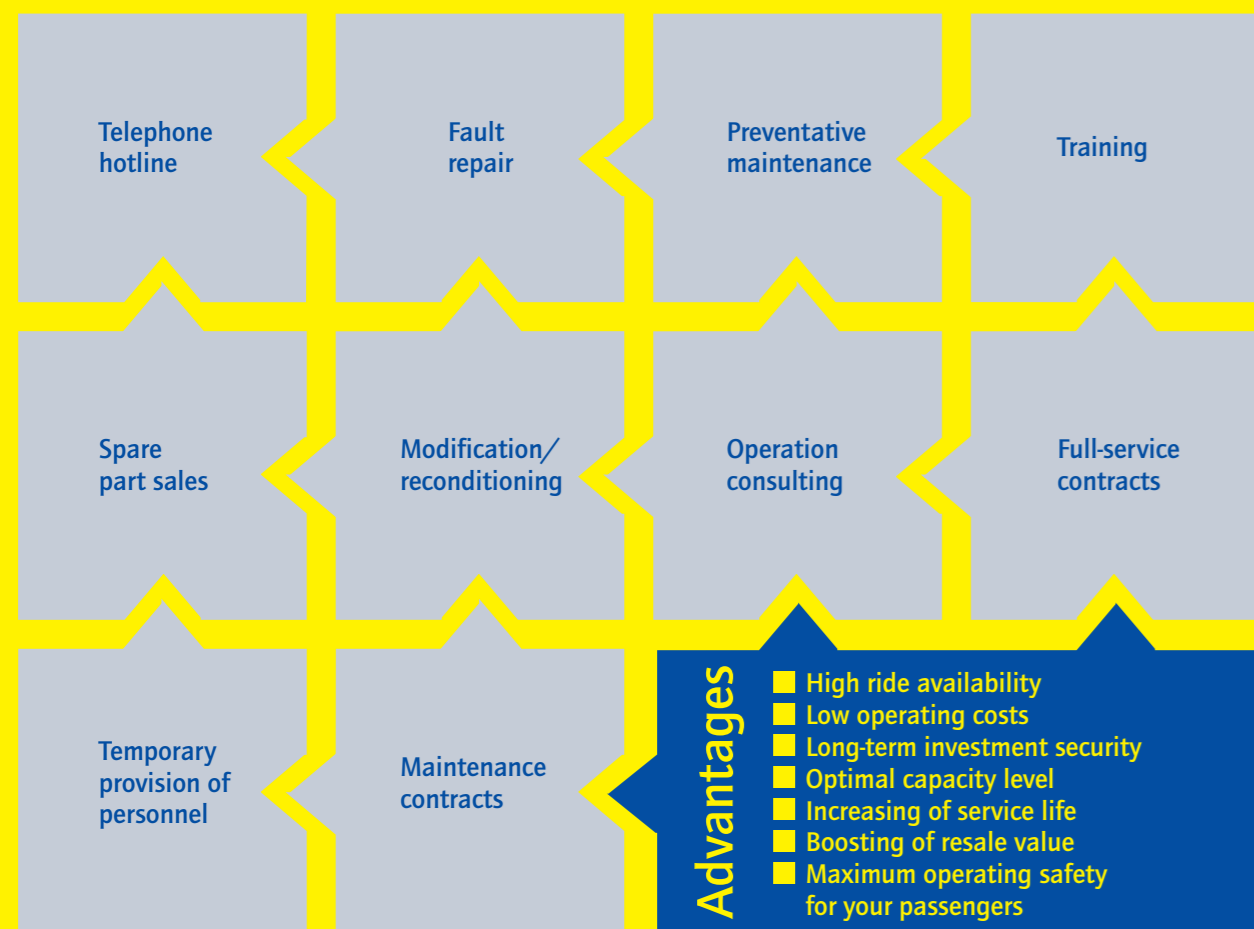 Telephone
hotline
Fault
repair
Preventative
maintenance
Training
Spare
part sales
Modification/
reconditioning
Operation
consulting
Full-service
contracts
Temporary
provision of
personnel
Maintenance
contracts
Advantages
High ride availability
Low operating costs
Long-term investment security
Optimal capacity level
Increasing of service life
Boosting of resale value
Maximum operating safety
for your passengers